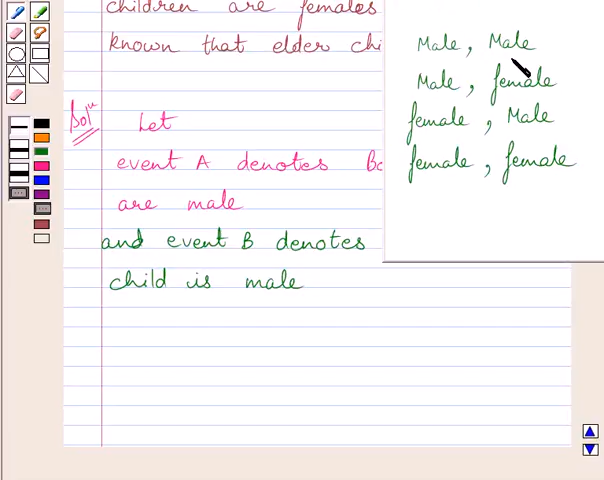 children are females
known that elder chi
Solⁿ
Let
event A denotes Bo
are male
and event B denotes
child is male
Male, Male
Male, female
female, Male
female, female